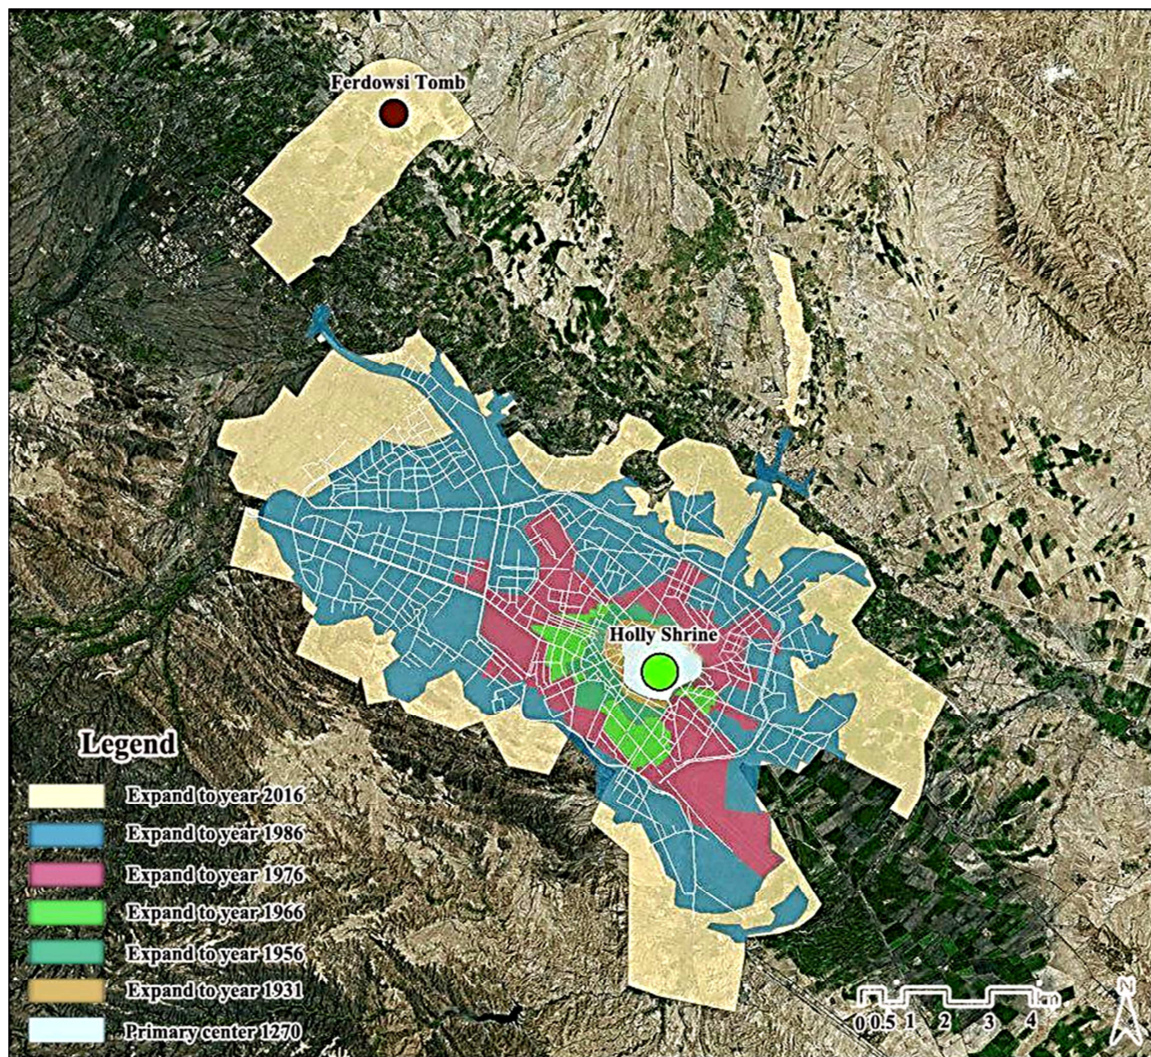 Ferdowsi Tomb
Holly Shrine
Legend
Expand to year 2016
Expand to year 1986
Expand to year 1976
Expand to year 1966
Expand to year 1956
Expand to year 1931
Primary center 1270
km
0 0.5 1 2 3 4
N